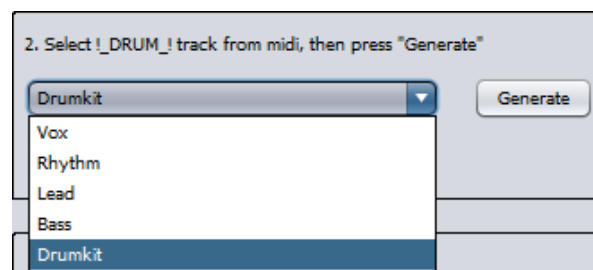 2. Select !_DRUM_! track from midi, then press "Generate"
Drumkit
Generate
Vox
Rhythm
Lead
Bass
Drumkit